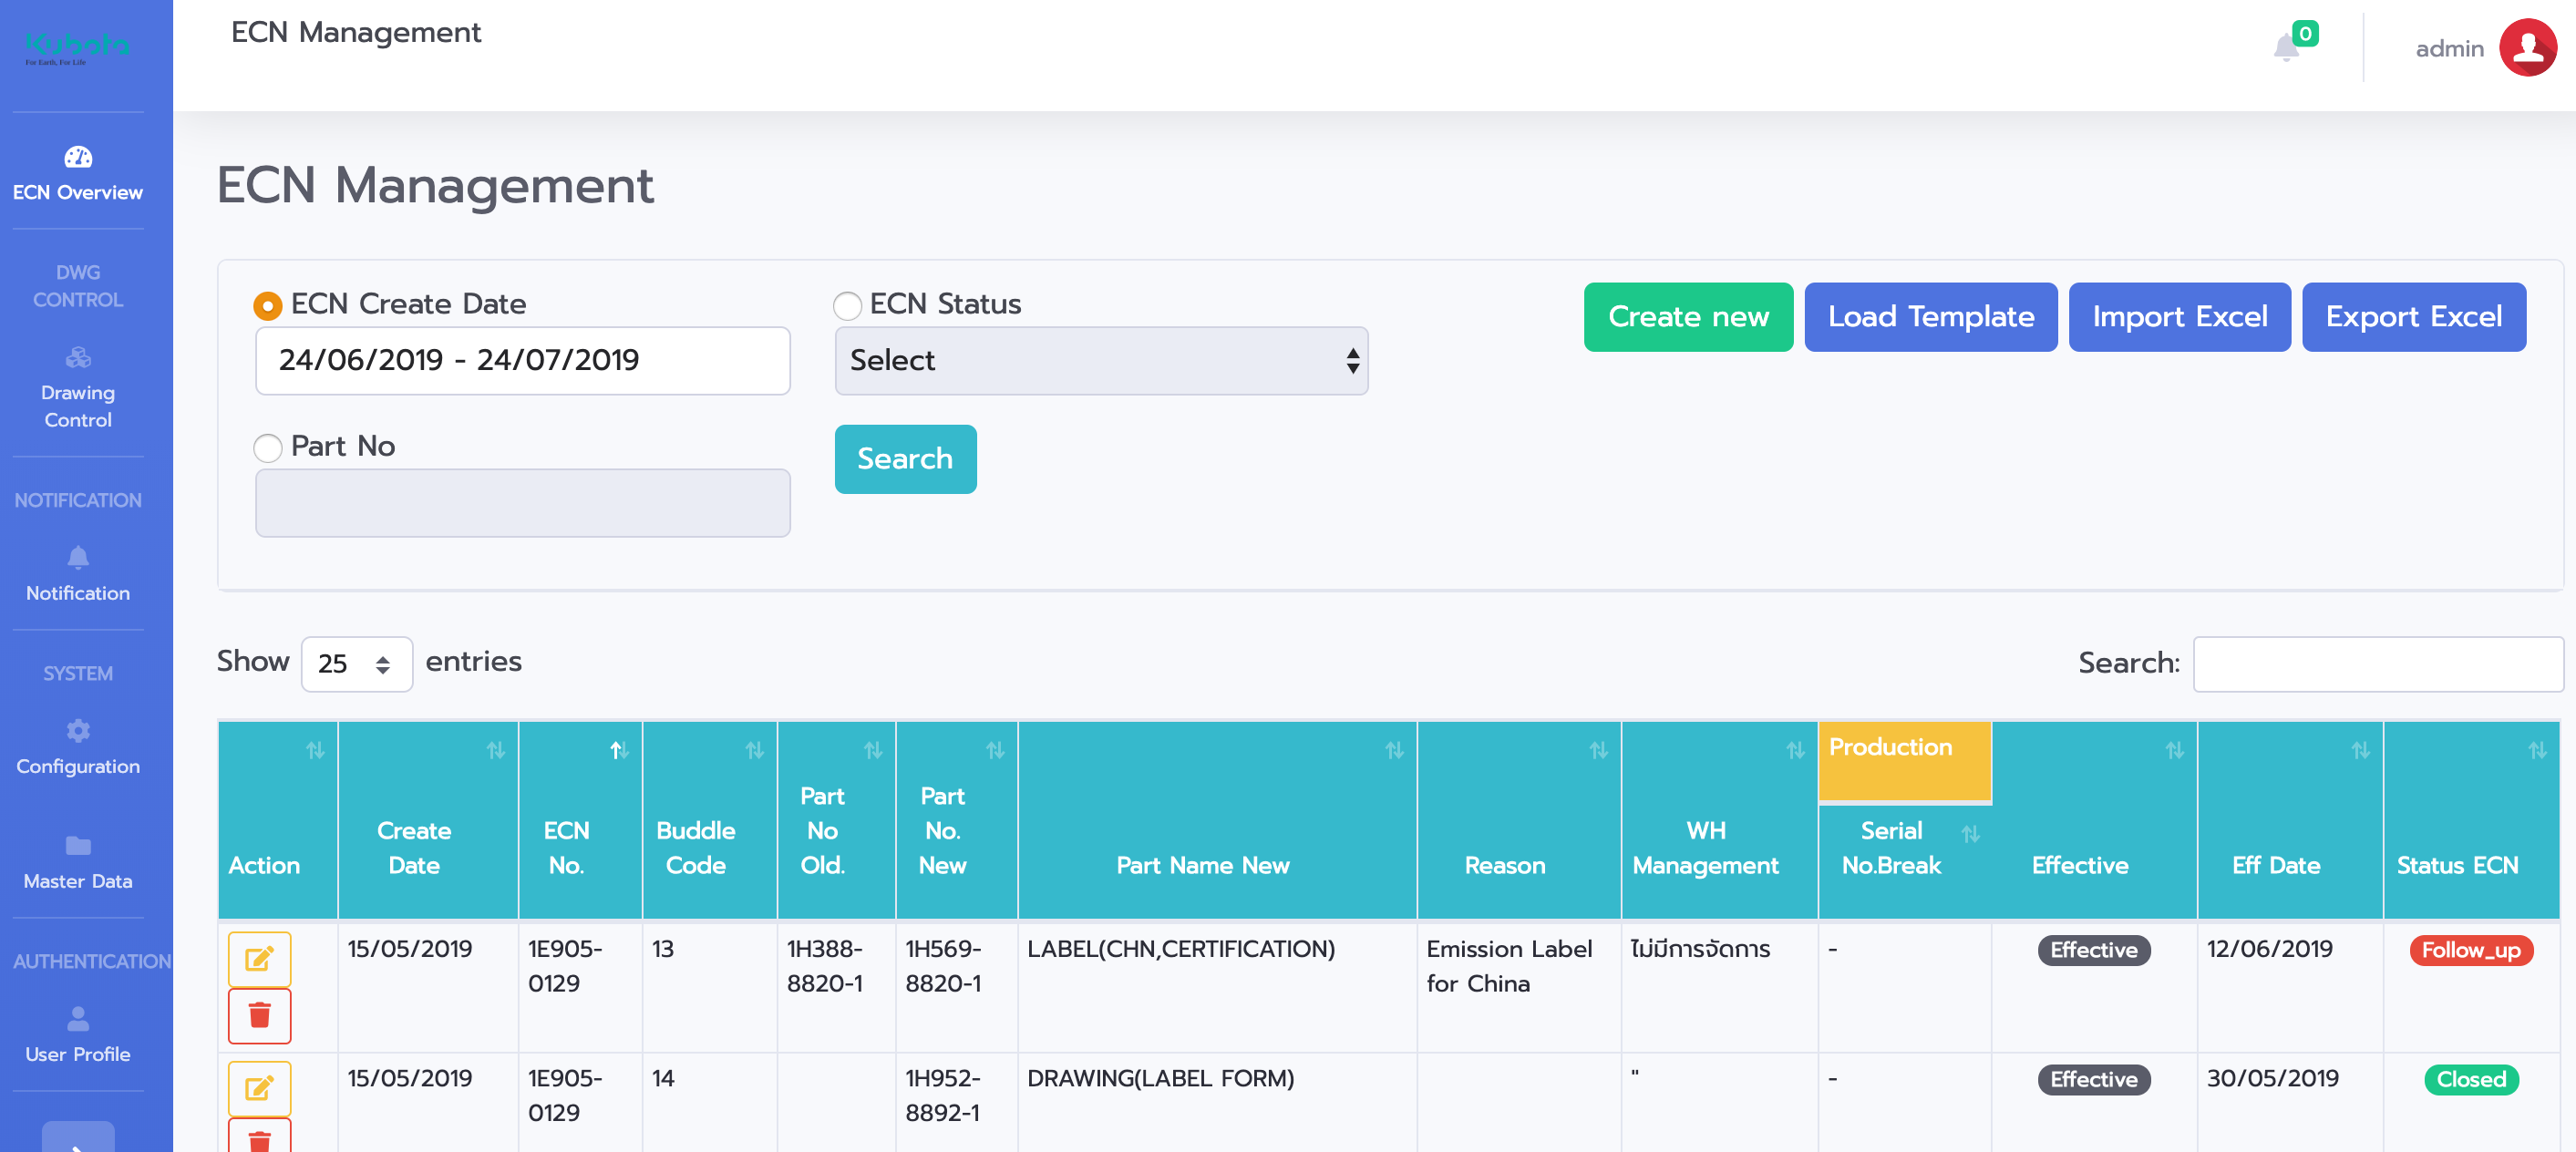 Kubota
For Earth, For Life
ECN Management
0
admin
ECN Overview
DWG
CONTROL
Drawing
Control
NOTIFICATION
Notification
SYSTEM
Configuration
Master Data
AUTHENTICATION
User Profile
ECN Management
ECN Create Date
24/06/2019 - 24/07/2019
ECN Status
Select
Create new
Load Template
Import Excel
Export Excel
Part No
Search
Show 25 entries
Search:
Action
Create
Date
ECN
No.
Buddle
Code
Part
No
Old.
Part
No.
New
Part Name New
Reason
WH
Management
Production
Serial
No.Break
Effective
Eff Date
Status ECN
15/05/2019
1E905-
0129
13
1H388-
8820-1
1H569-
8820-1
LABEL(CHN,CERTIFICATION)
Emission Label
for China
ไม่มีการจัดการ
-
Effective
12/06/2019
Follow_up
15/05/2019
1E905-
0129
14
1H952-
8892-1
DRAWING(LABEL FORM)
"
-
Effective
30/05/2019
Closed